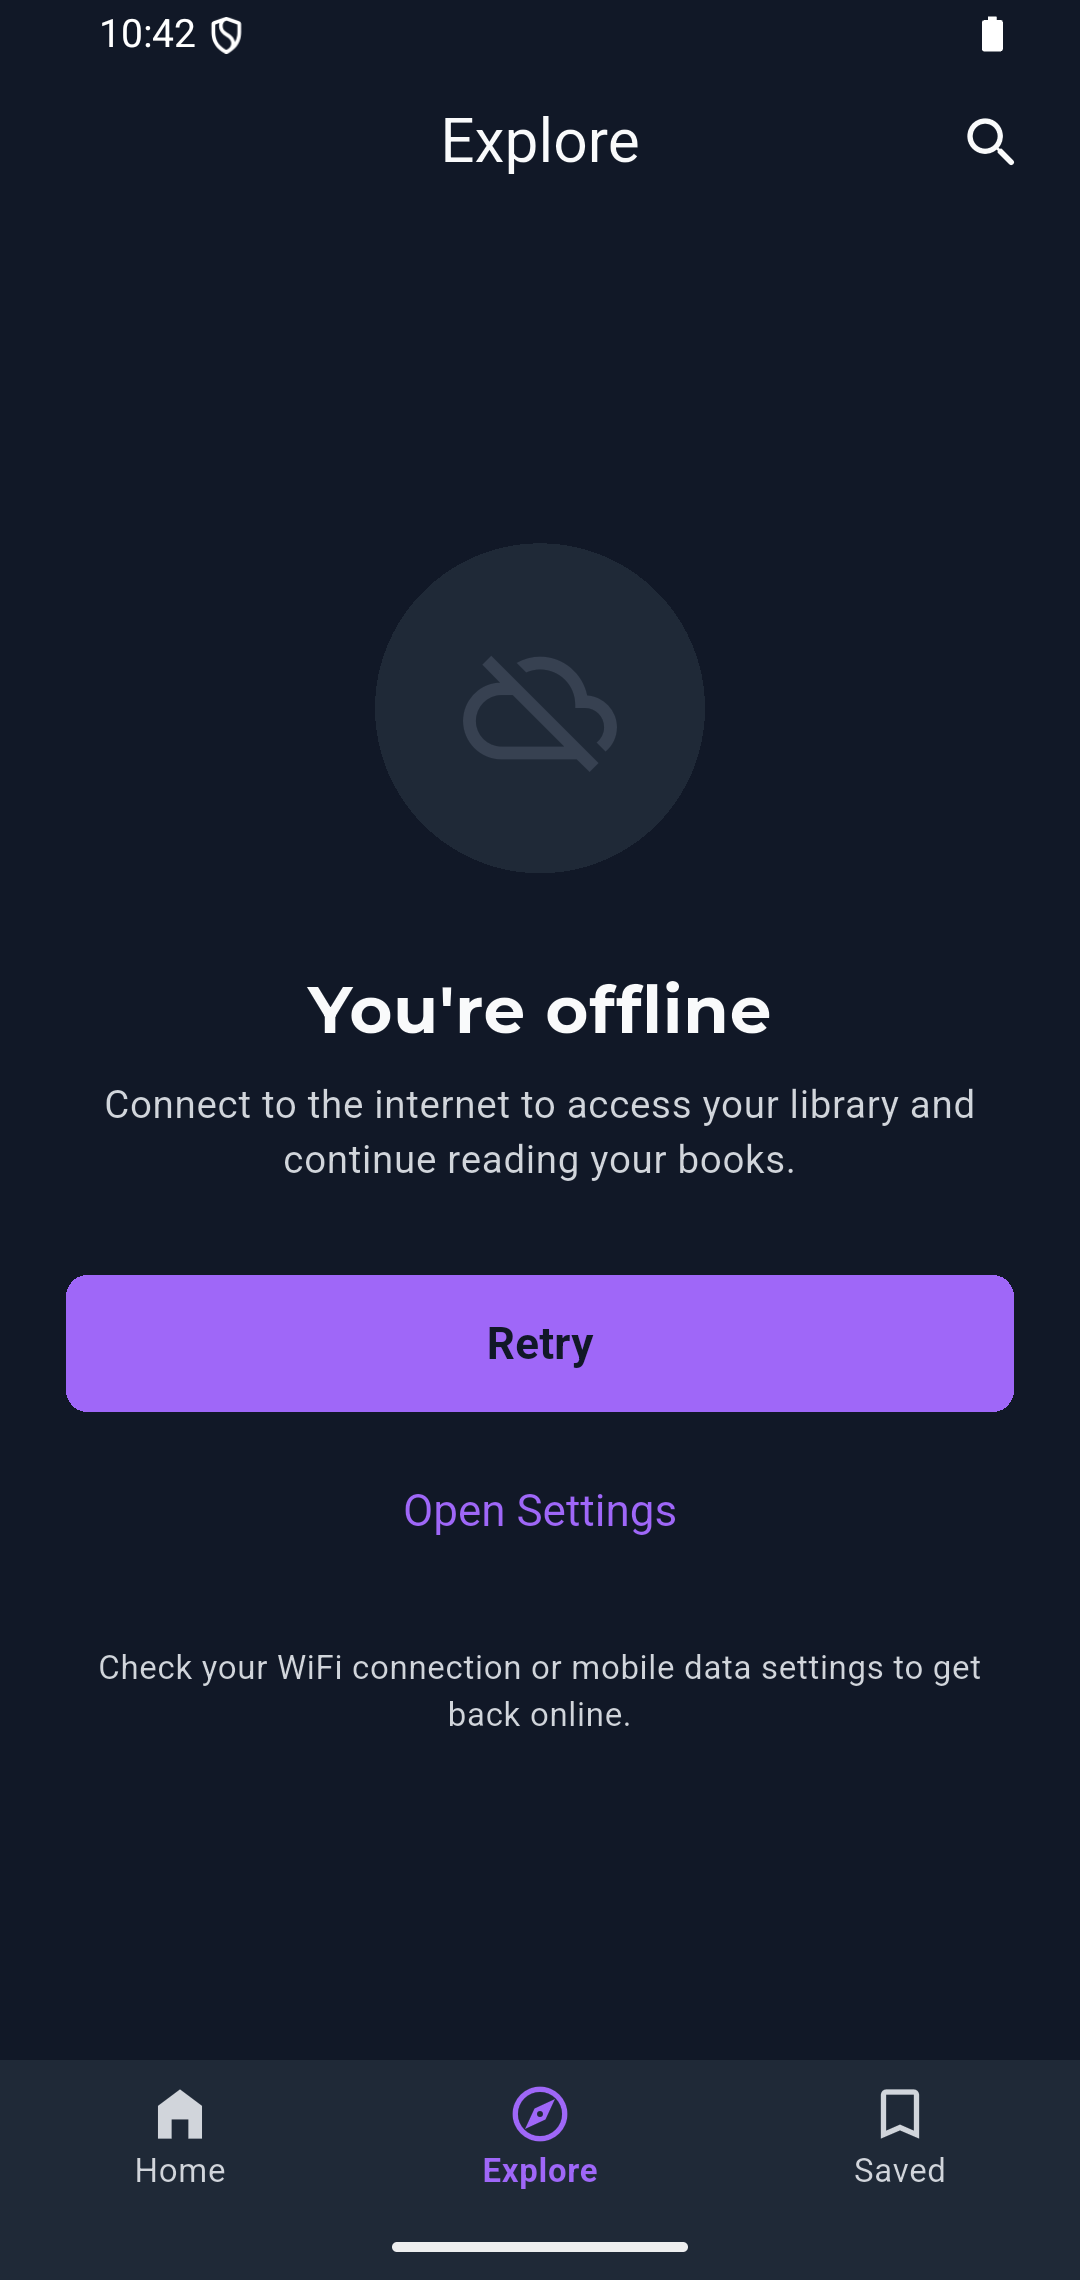 10:42
Explore
You're offline
Connect to the internet to access your library and
continue reading your books.
Retry
Open Settings
Check your WiFi connection or mobile data settings to get
back online.
Home
Explore
Saved